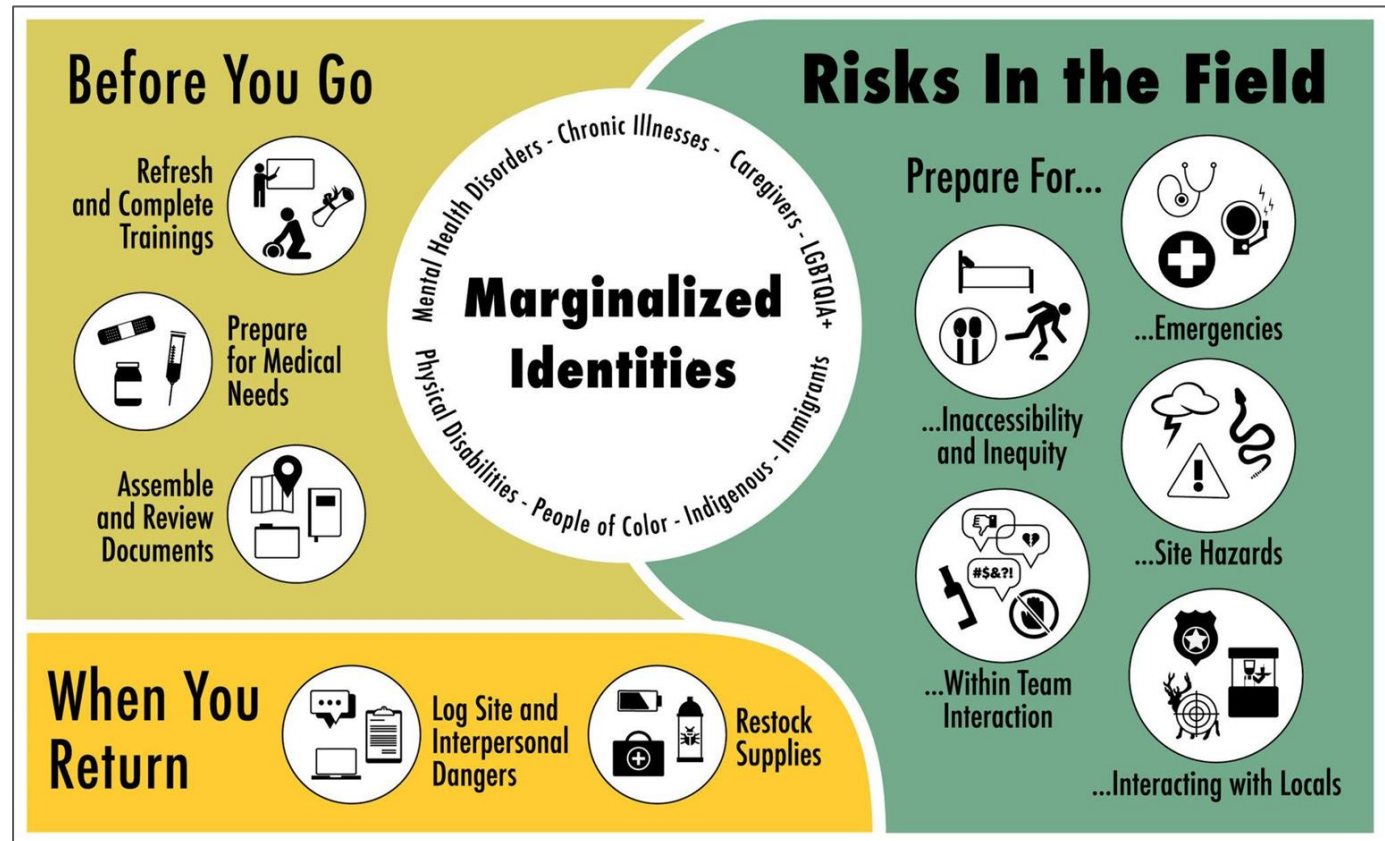 Before You Go
Refresh
and Complete
Trainings
Prepare
for Medical
Needs
Assemble
and Review
Documents
Mental Health Disorders - Chronic Illnesses - Caregivers - LGBTQIA+
Marginalized
Identities
Physical Disabilities - People of Color - Indigenous - Immigrants
Risks In the Field
Prepare For...
...Emergencies
...Inaccessibility
and Inequity
...Site Hazards
#$&?!
...Within Team
Interaction
...Interacting with Locals
When You
Return
Log Site and
Interpersonal
Dangers
Restock
Supplies